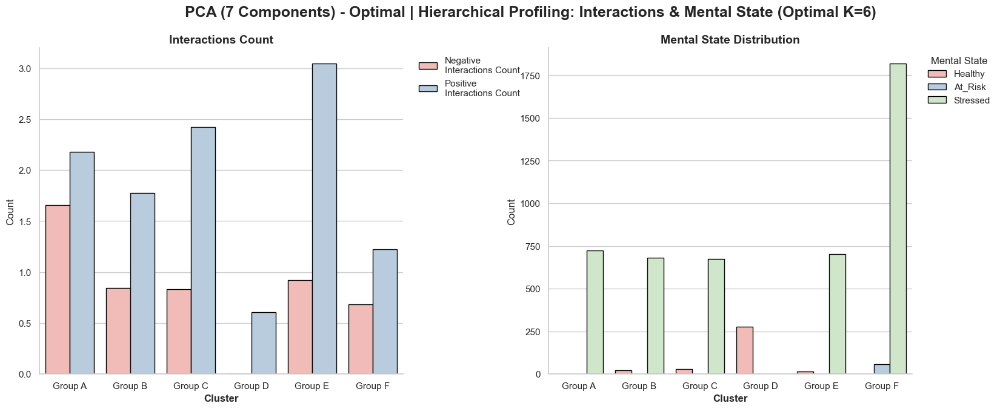 PCA (7 Components) - Optimal | Hierarchical Profiling: Interactions & Mental State (Optimal K=6)
Interactions Count
Count
3.0
2.5
2.0
1.5
1.0
0.5
0.0
Group A
Group B
Group C
Group D
Group E
Group F
Cluster
Negative
Interactions Count
Positive
Interactions Count
Mental State Distribution
Count
1750
1500
1250
1000
750
500
250
0
Group A
Group B
Group C
Group D
Group E
Group F
Cluster
Mental State
Healthy
At_Risk
Stressed